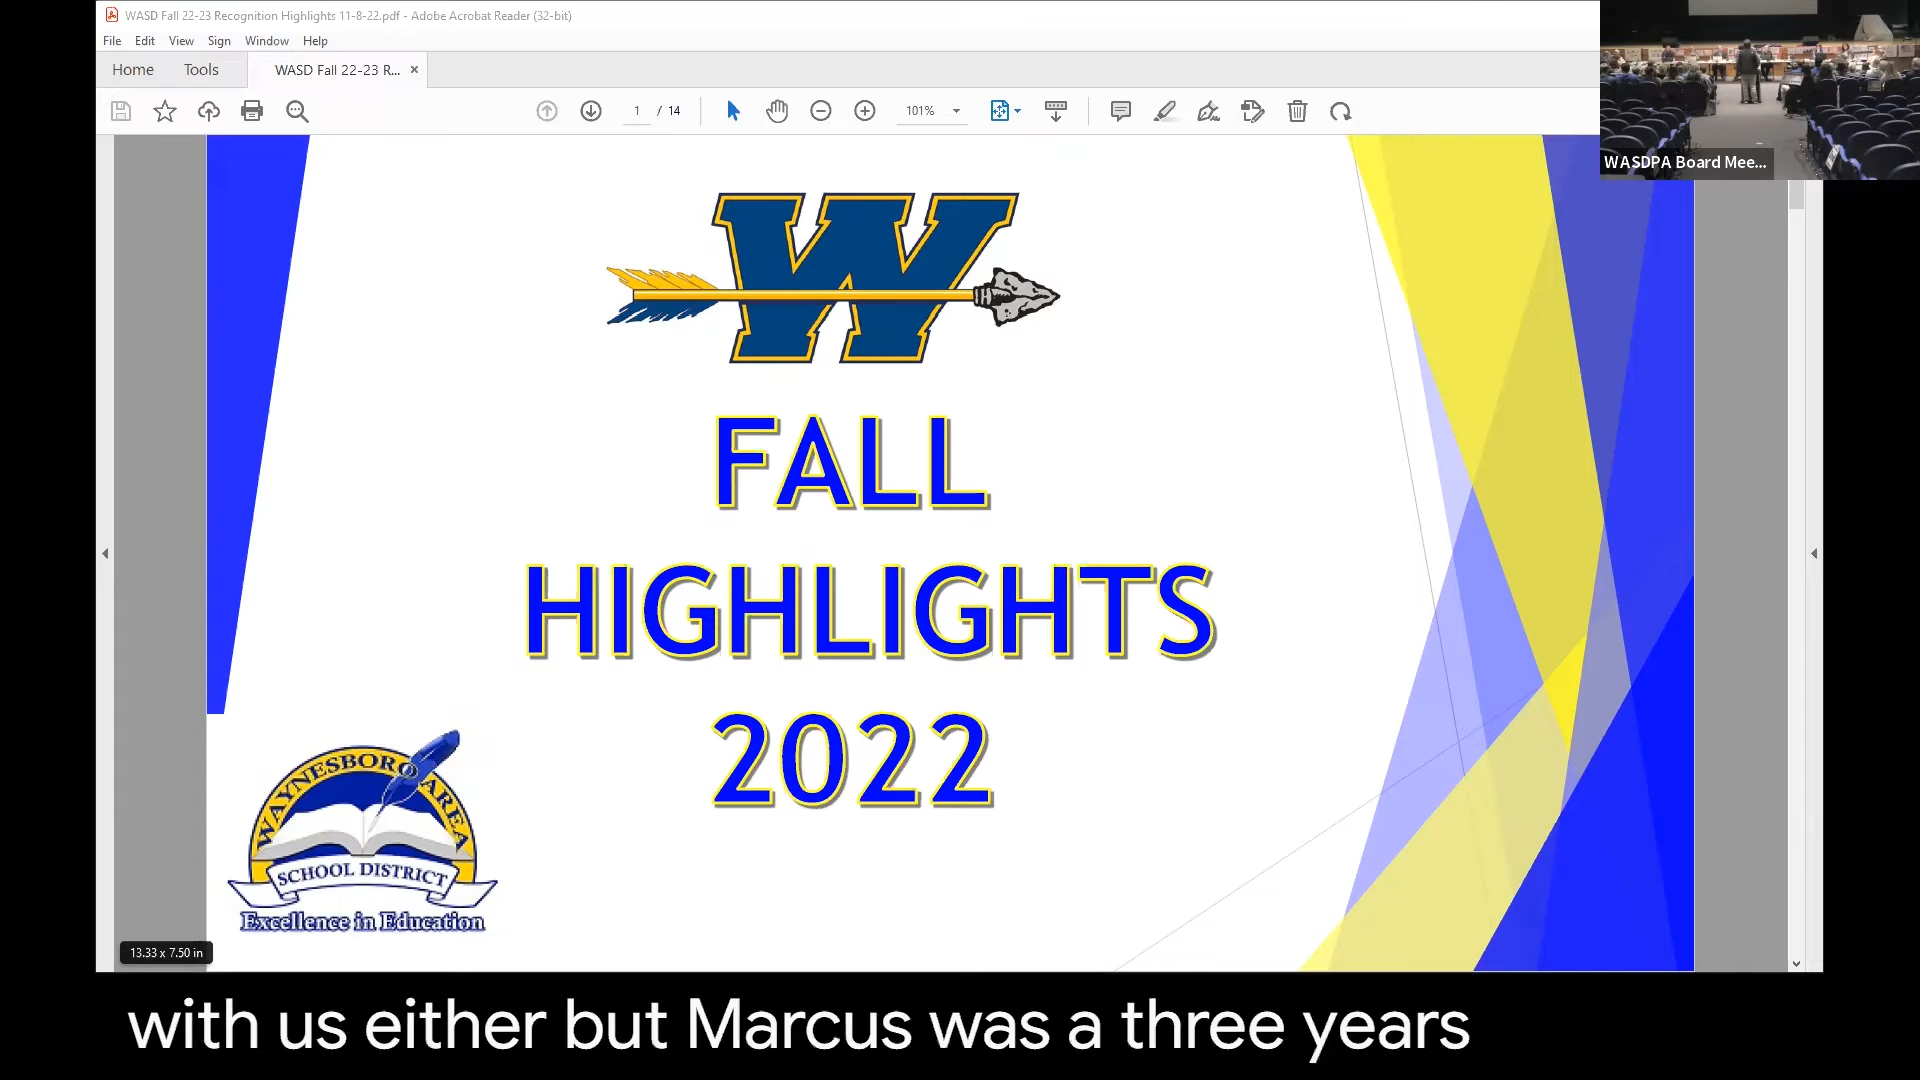 WASD Fall 22-23 Recognition Highlights 11-8-22.pdf - Adobe Acrobat Reader (32-bit)
File Edit View Sign Window Help
Home Tools WASD Fall 22-23 R... ×
1 / 14 101%
WASDPA Board Mee...
W
FALL
HIGHLIGHTS
2022
WAYNESBORO AREA
SCHOOL DISTRICT
Excellence in Education
13.33 x 7.50 in
with us either but Marcus was a three years